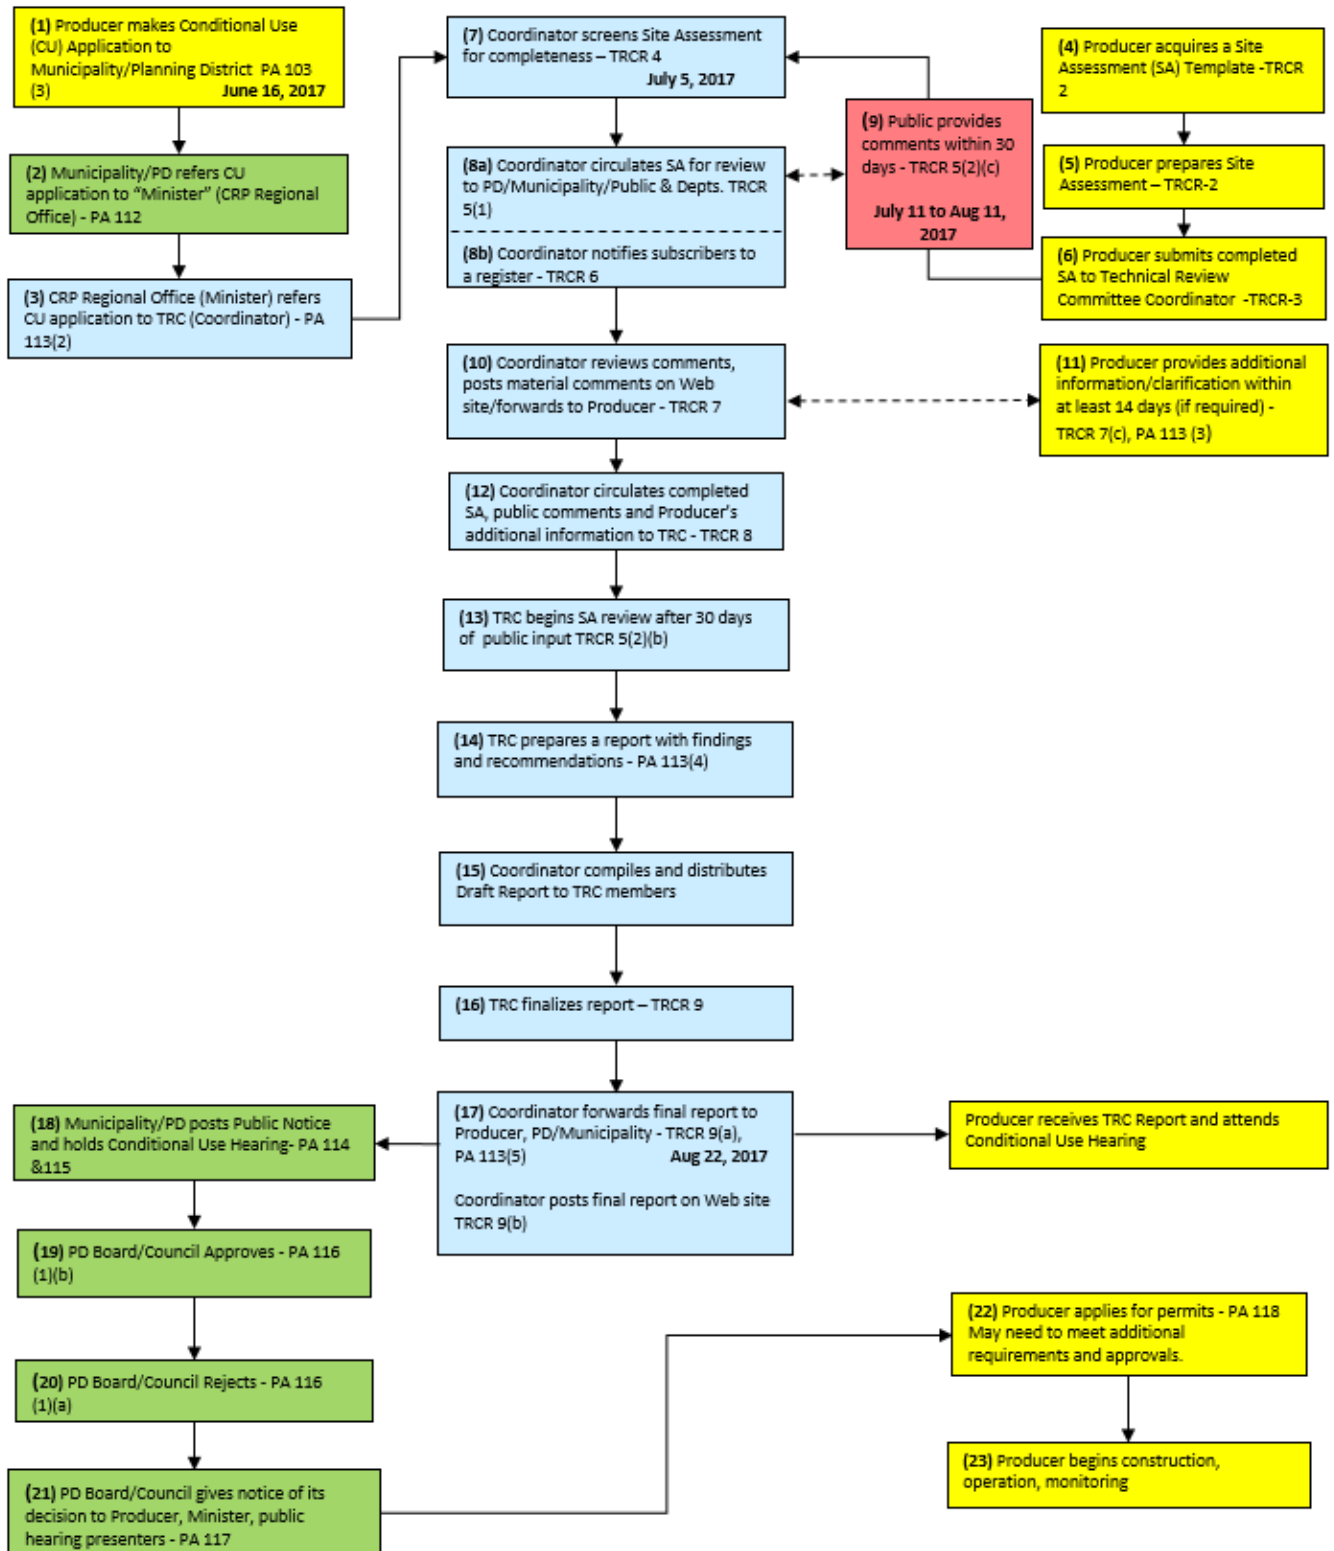 (1) Producer makes Conditional Use
(CU) Application to
Municipality/Planning District PA 103
(3) June 16, 2017
(2) Municipality/PD refers CU
application to “Minister” (CRP Regional
Office) - PA 112
(3) CRP Regional Office (Minister) refers
CU application to TRC (Coordinator) - PA
113(2)
(4) Producer acquires a Site
Assessment (SA) Template -TRCR
2
(5) Producer prepares Site
Assessment – TRCR-2
(6) Producer submits completed
SA to Technical Review
Committee Coordinator -TRCR-3
(7) Coordinator screens Site Assessment
for completeness – TRCR 4
July 5, 2017
(8a) Coordinator circulates SA for review
to PD/Municipality/Public & Depts. TRCR
5(1)
(8b) Coordinator notifies subscribers to
a register - TRCR 6
(9) Public provides
comments within 30
days - TRCR 5(2)(c)
July 11 to Aug 11,
2017
(10) Coordinator reviews comments,
posts material comments on Web
site/forwards to Producer - TRCR 7
(11) Producer provides additional
information/clarification within
at least 14 days (if required) -
TRCR 7(c), PA 113 (3)
(12) Coordinator circulates completed
SA, public comments and Producer's
additional information to TRC - TRCR 8
(13) TRC begins SA review after 30 days
of public input TRCR 5(2)(b)
(14) TRC prepares a report with findings
and recommendations - PA 113(4)
(15) Coordinator compiles and distributes
Draft Report to TRC members
(16) TRC finalizes report – TRCR 9
(17) Coordinator forwards final report to
Producer, PD/Municipality - TRCR 9(a),
PA 113(5) Aug 22, 2017
Coordinator posts final report on Web site
TRCR 9(b)
Producer receives TRC Report and attends
Conditional Use Hearing
(18) Municipality/PD posts Public Notice
and holds Conditional Use Hearing- PA 114
&115
(19) PD Board/Council Approves - PA 116
(1)(b)
(20) PD Board/Council Rejects - PA 116
(1)(a)
(21) PD Board/Council gives notice of its
decision to Producer, Minister, public
hearing presenters - PA 117
(22) Producer applies for permits - PA 118
May need to meet additional
requirements and approvals.
(23) Producer begins construction,
operation, monitoring